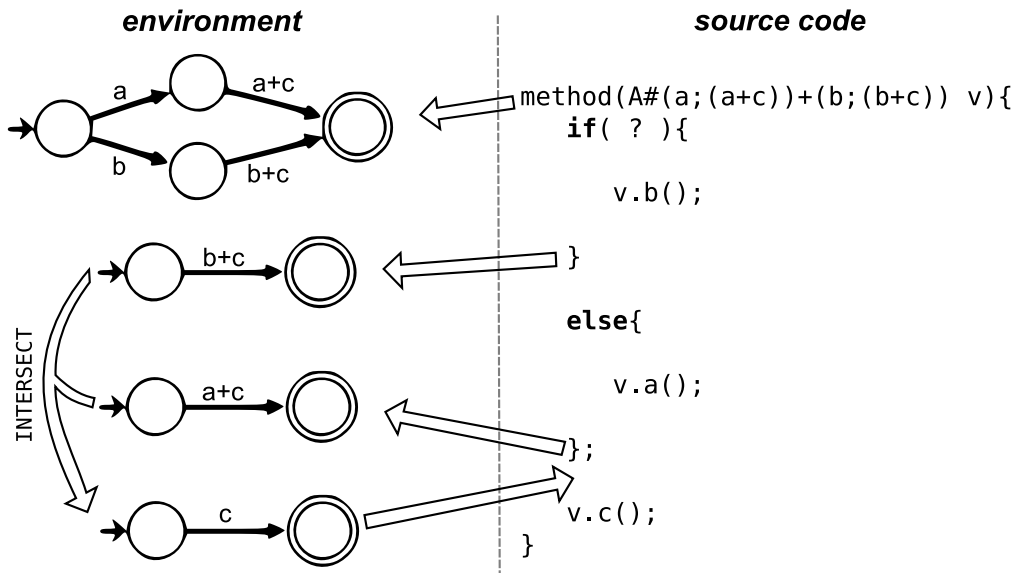 environment
source code
a
a+c
b
b+c
b+c
a+c
c
INTERSECT
method(A#(a;(a+c))+(b;(b+c)) v){
if( ? ){
v.b();
}
else{
v.a();
};
v.c();
}